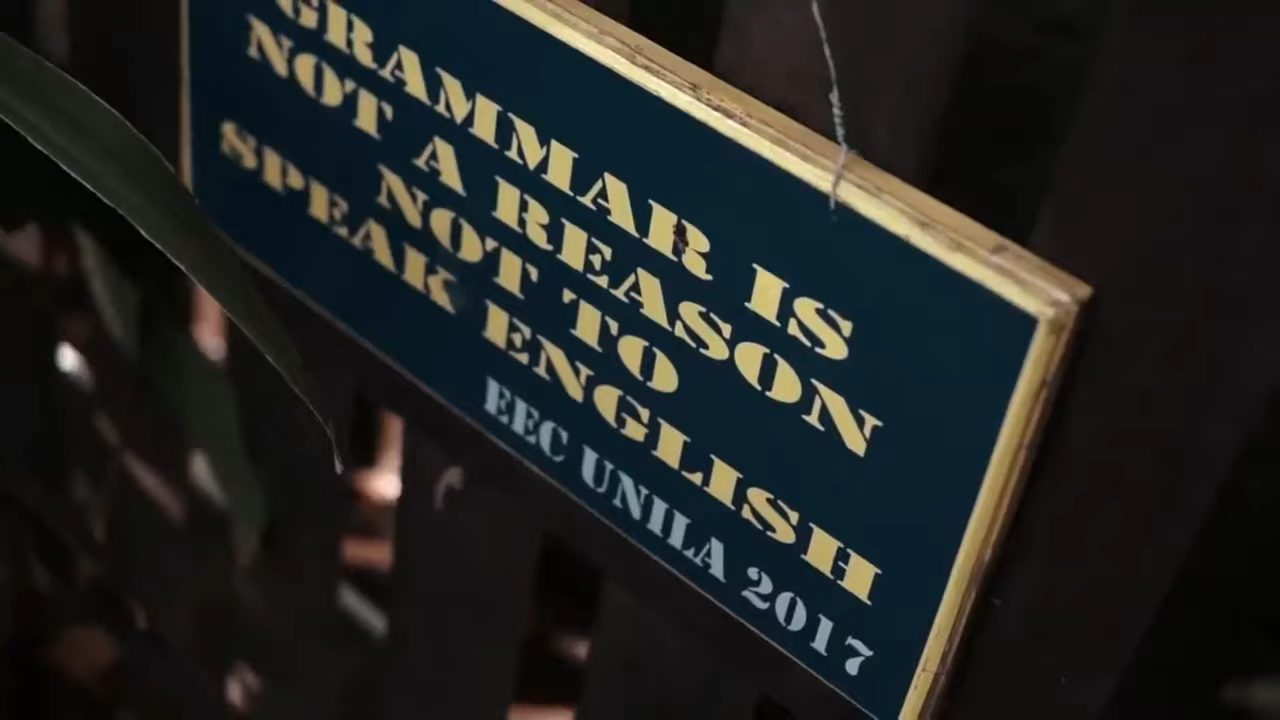 GRAMMAR IS
NOT A REASON
NOT TO
SPEAK ENGLISH
EEC UNILA 2017